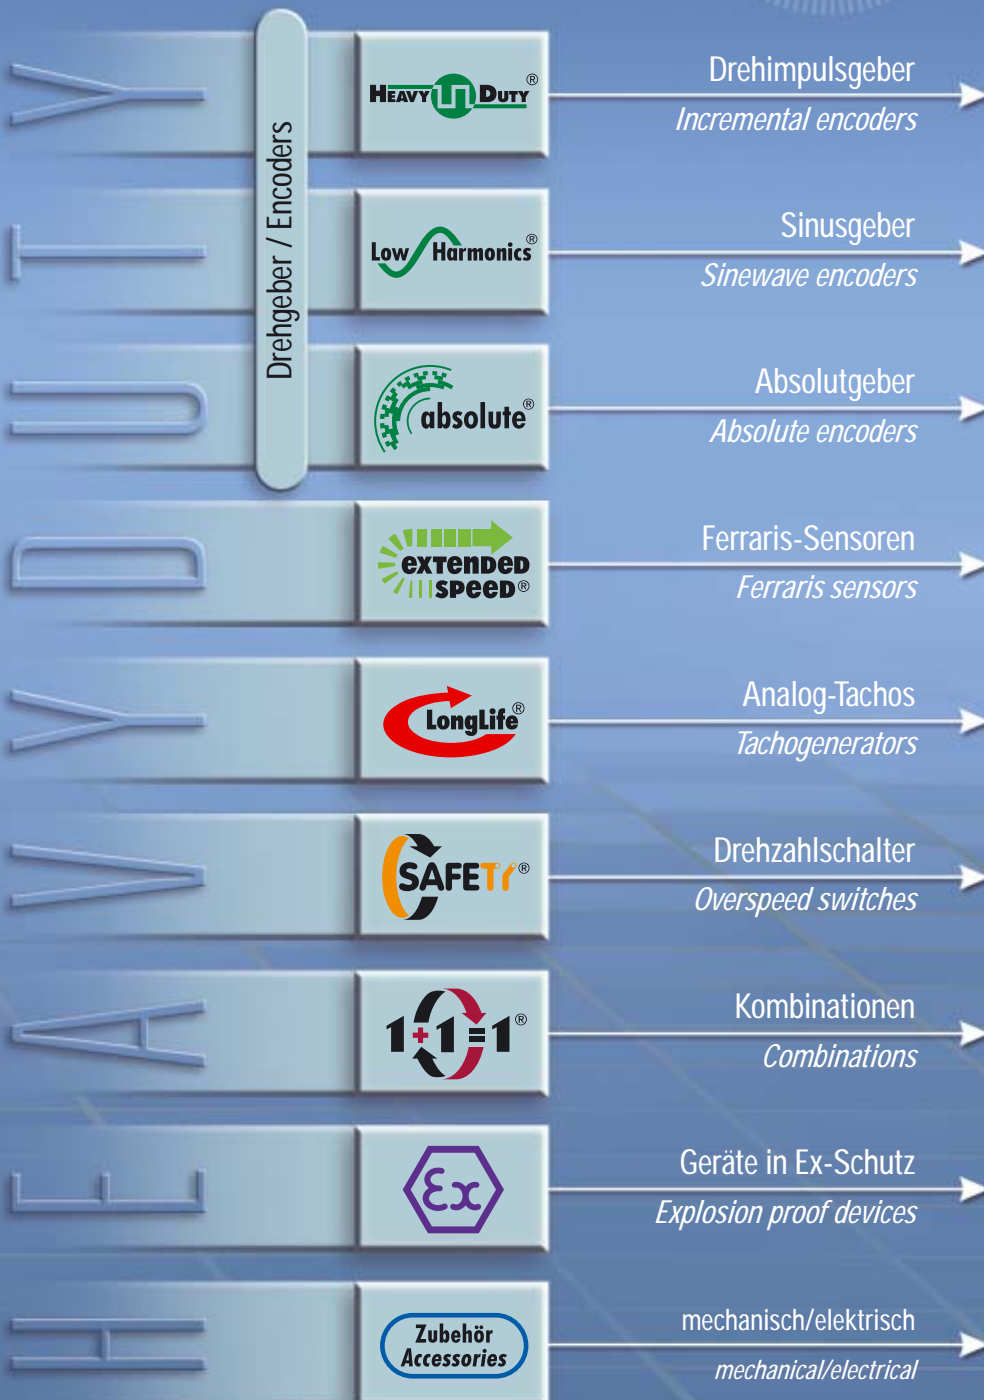 HEAVY DUTY
Drehgeber / Encoders
HEAVY DUTY®
Drehimpulsgeber
Incremental encoders
Low Harmonics®
Sinusgeber
Sinewave encoders
absolute®
Absolutgeber
Absolute encoders
extended
speed®
Ferraris-Sensoren
Ferraris sensors
LongLife®
Analog-Tachos
Tachogenerators
SAFETY®
Drehzahlschalter
Overspeed switches
1+1=1®
Kombinationen
Combinations
Ex
Geräte in Ex-Schutz
Explosion proof devices
Zubehör
Accessories
mechanisch/elektrisch
mechanical/electrical